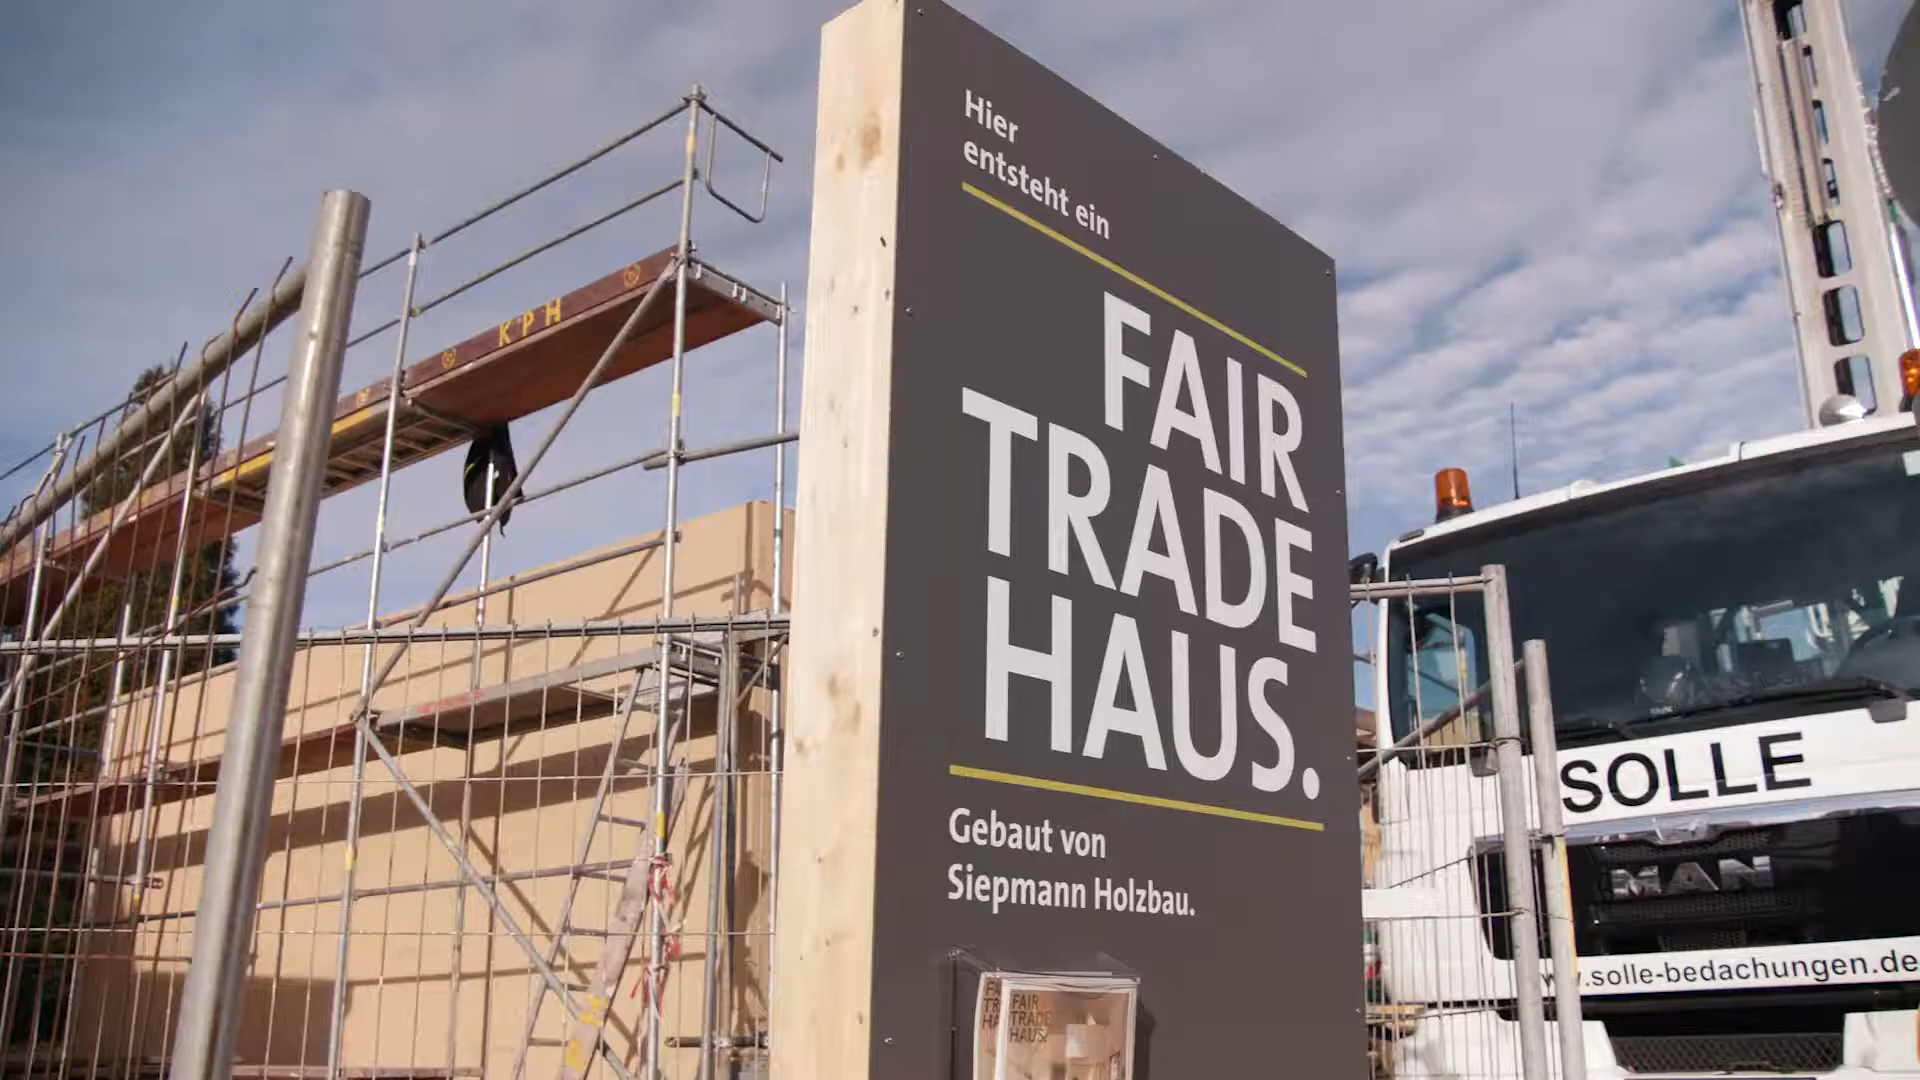 Hier
entsteht ein
FAIR
TRADE
HAUS.
Gebaut von
Siepmann Holzbau.
KPH
SOLLE
MAN
www.solle-bedachungen.de
FAIR
TRADE
HAUS.